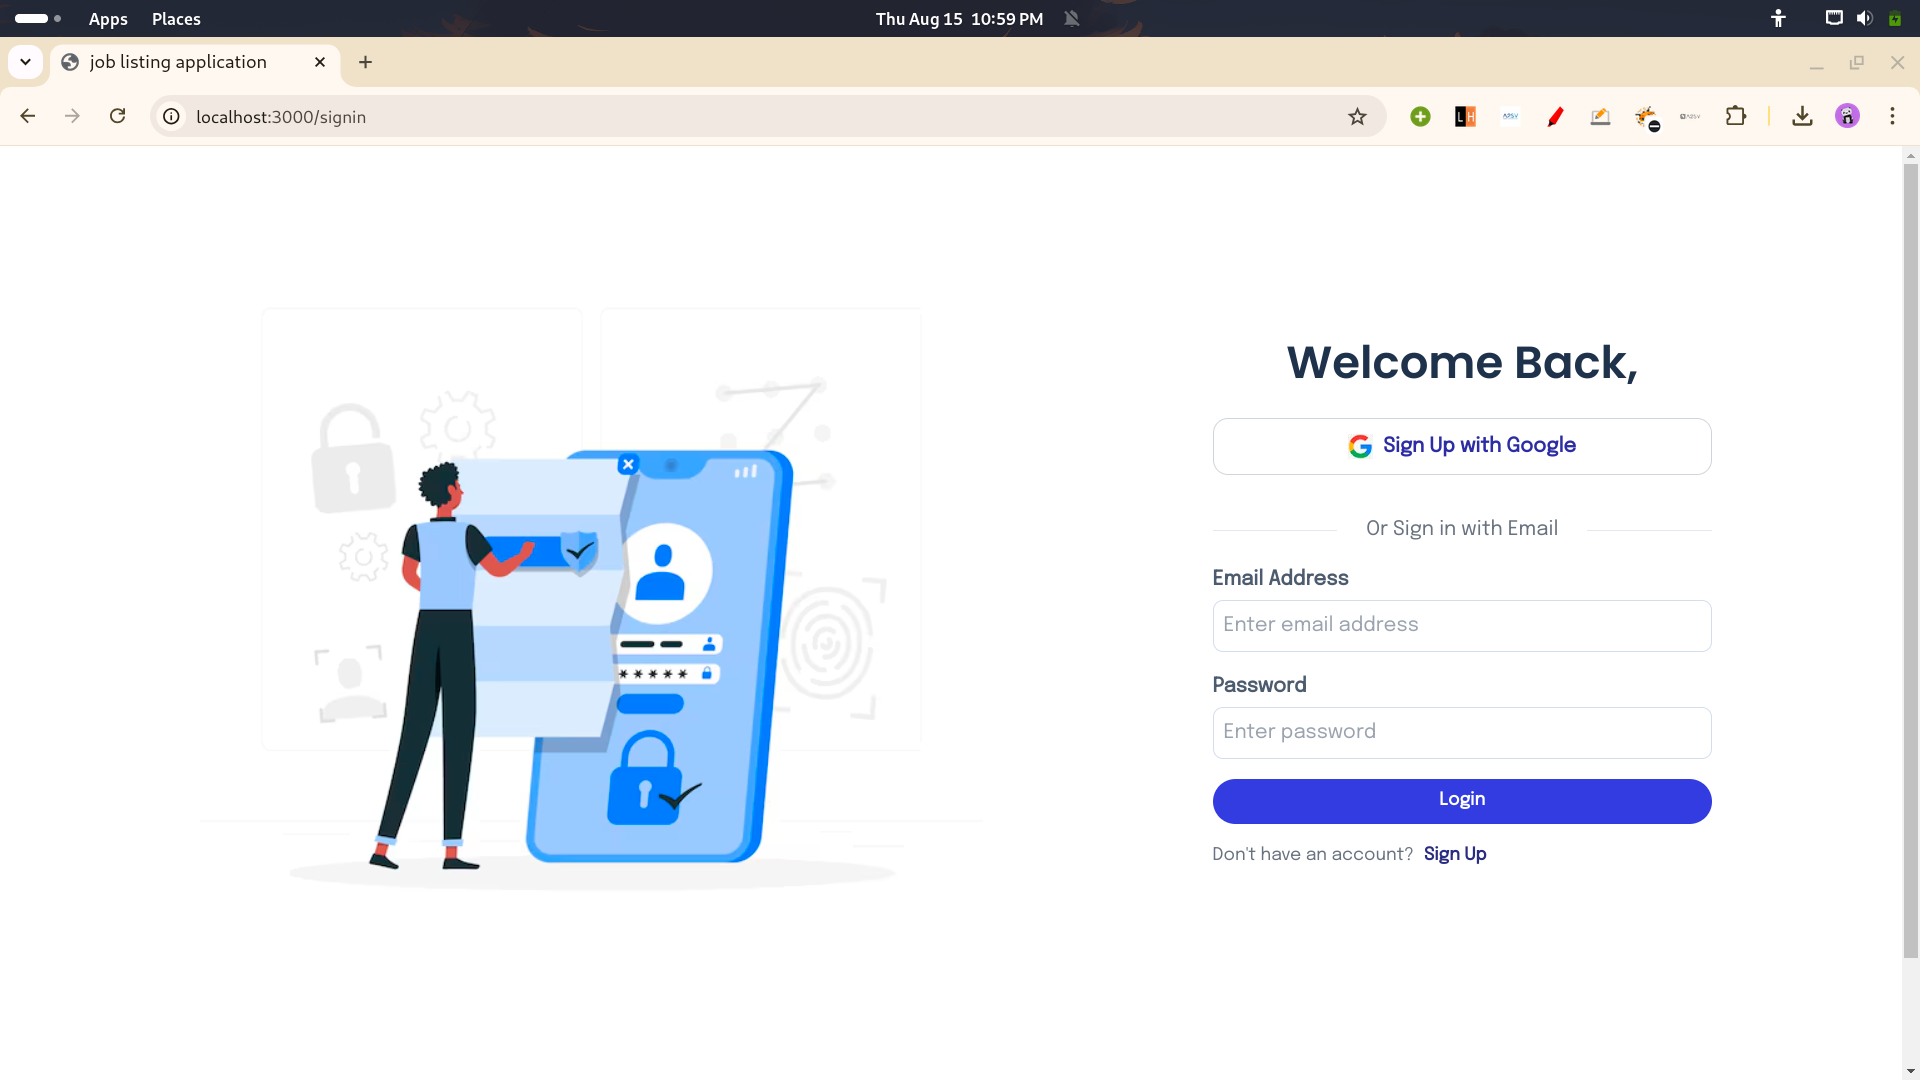 Apps Places Thu Aug 15 10:59 PM
job listing application
localhost:3000/signin
Welcome Back,
Sign Up with Google
Or Sign in with Email
Email Address
Enter email address
Password
Enter password
Login
Don't have an account? Sign Up
*****
LH